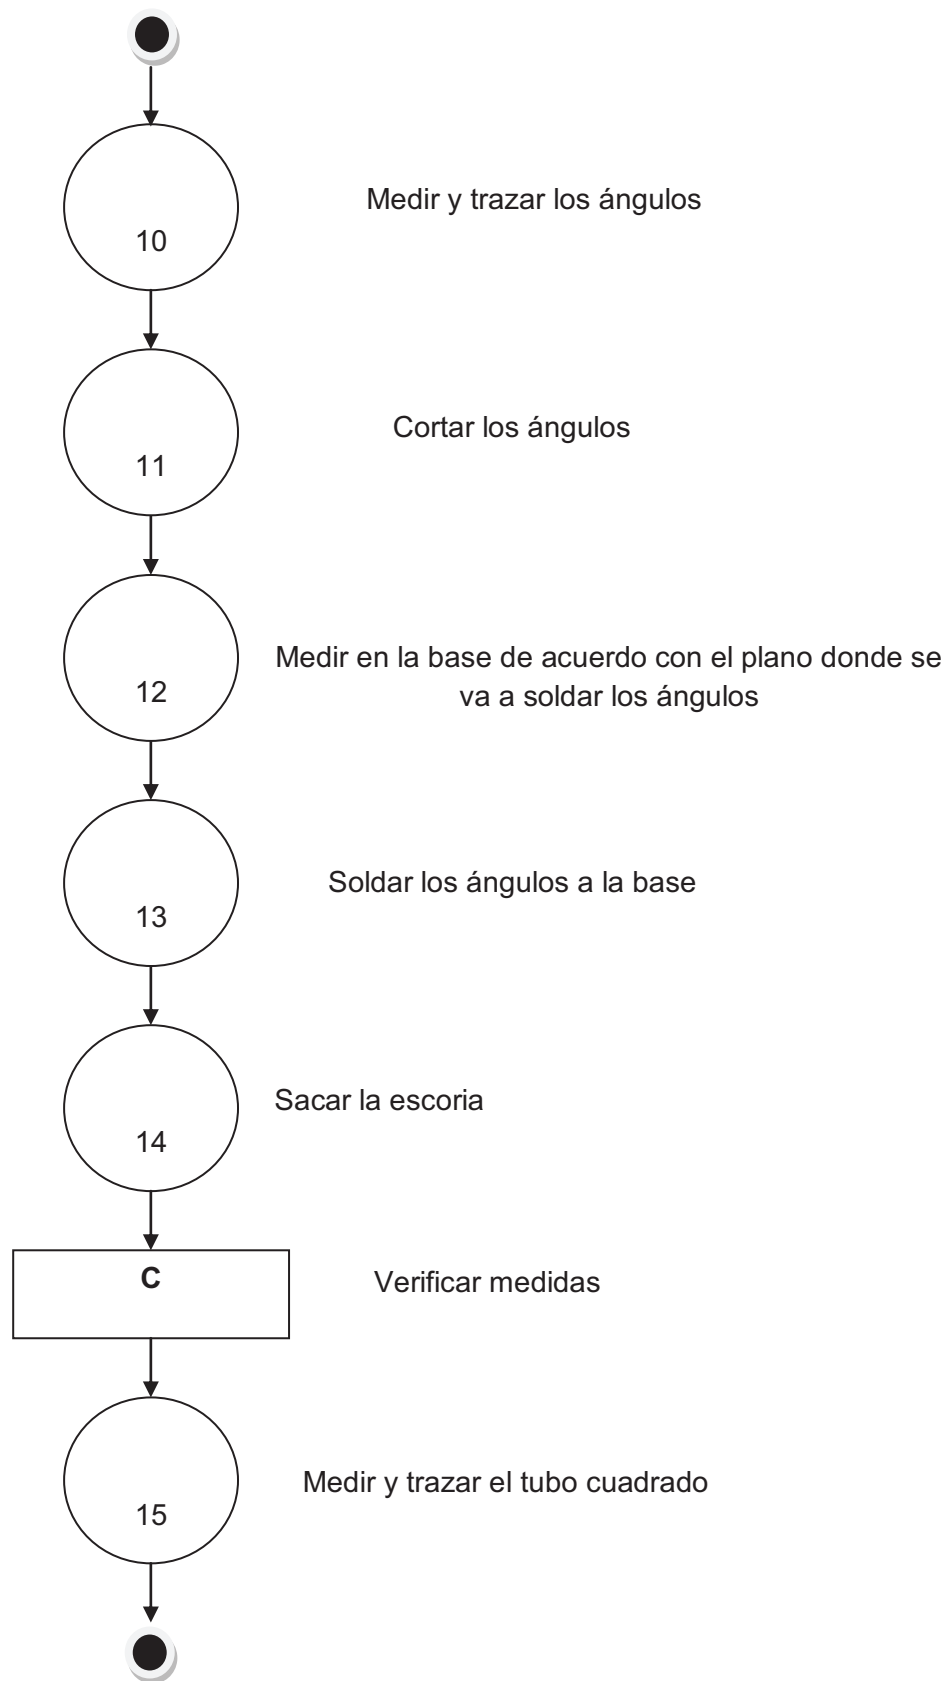 Medir y trazar los ángulos
10
Cortar los ángulos
11
Medir en la base de acuerdo con el plano donde se
va a soldar los ángulos
12
Soldar los ángulos a la base
13
Sacar la escoria
14
C
Verificar medidas
Medir y trazar el tubo cuadrado
15